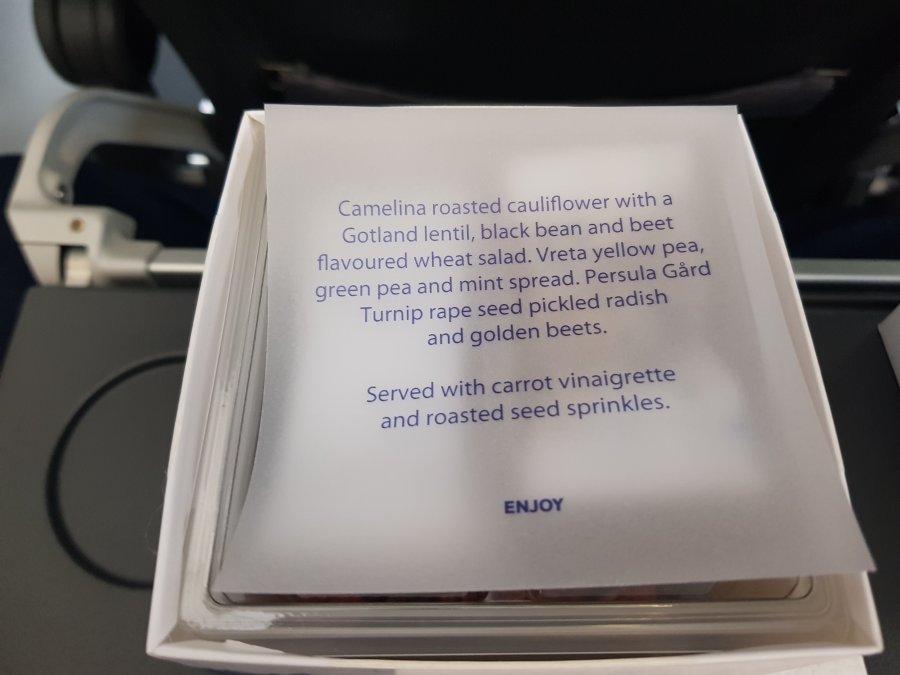 Camelina roasted cauliflower with a
Gotland lentil, black bean and beet
flavoured wheat salad. Vreta yellow pea,
green pea and mint spread. Persula Gård
Turnip rape seed pickled radish
and golden beets.
Served with carrot vinaigrette
and roasted seed sprinkles.
ENJOY